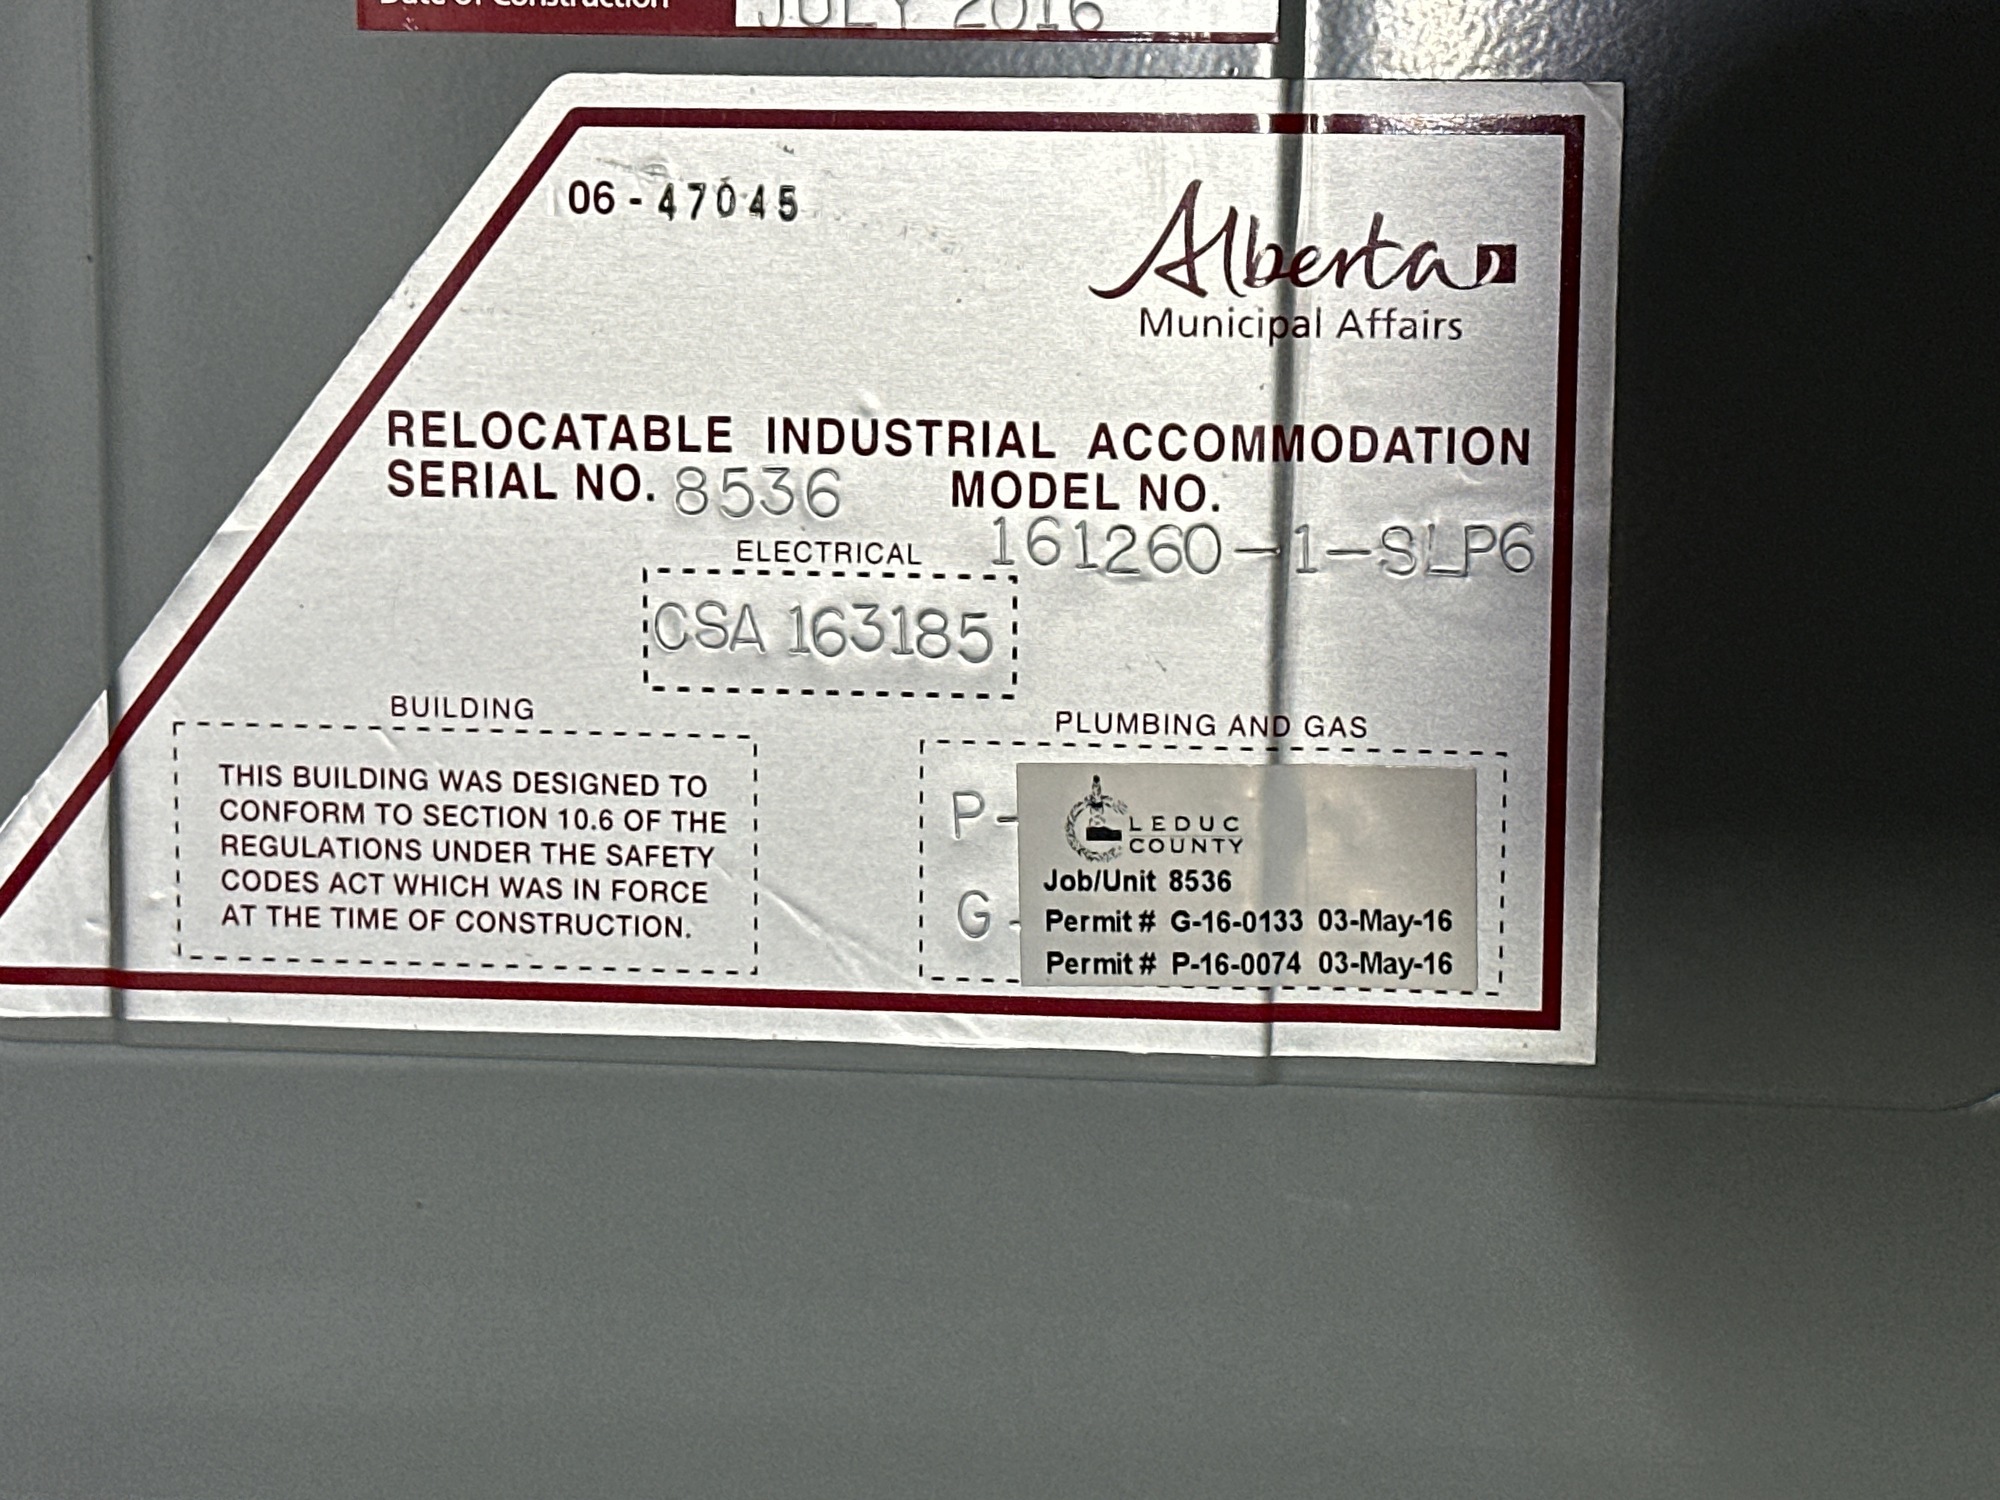 Date of Construction
JULY 2016
06-47045
Alberta
Municipal Affairs
RELOCATABLE INDUSTRIAL ACCOMMODATION
SERIAL NO. 8536 MODEL NO.
161260-1-SLP6
ELECTRICAL
CSA 163185
BUILDING
THIS BUILDING WAS DESIGNED TO
CONFORM TO SECTION 10.6 OF THE
REGULATIONS UNDER THE SAFETY
CODES ACT WHICH WAS IN FORCE
AT THE TIME OF CONSTRUCTION.
PLUMBING AND GAS
P-
G-
LEDUC
COUNTY
Job/Unit 8536
Permit# G-16-0133 03-May-16
Permit# P-16-0074 03-May-16